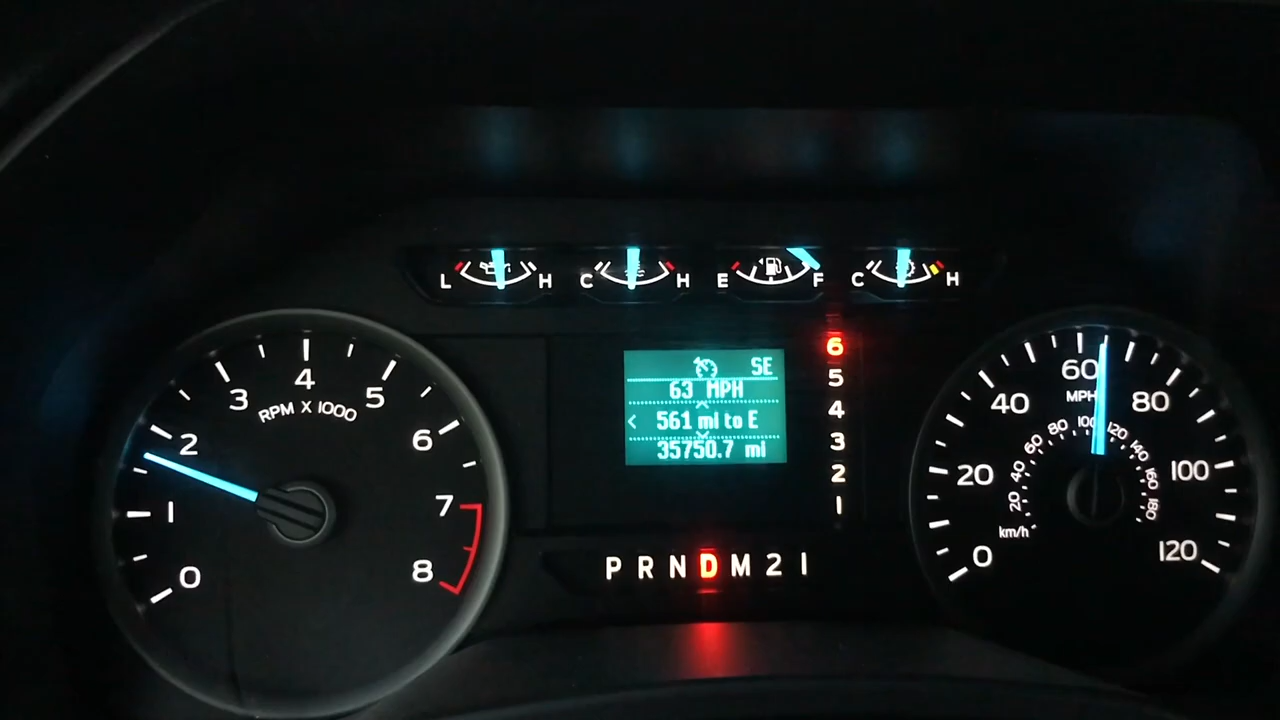 L H C H E F C H
0 1 2 3 4 5 6 7 8
RPM X 1000
SE
63 MPH
< 561 mi to E
35750.7 mi
6
5
4
3
2
1
P R N D M 2 1
0 20 40 60 80 100 120
MPH
20 40 60 80 100 120 140 160 180
km/h